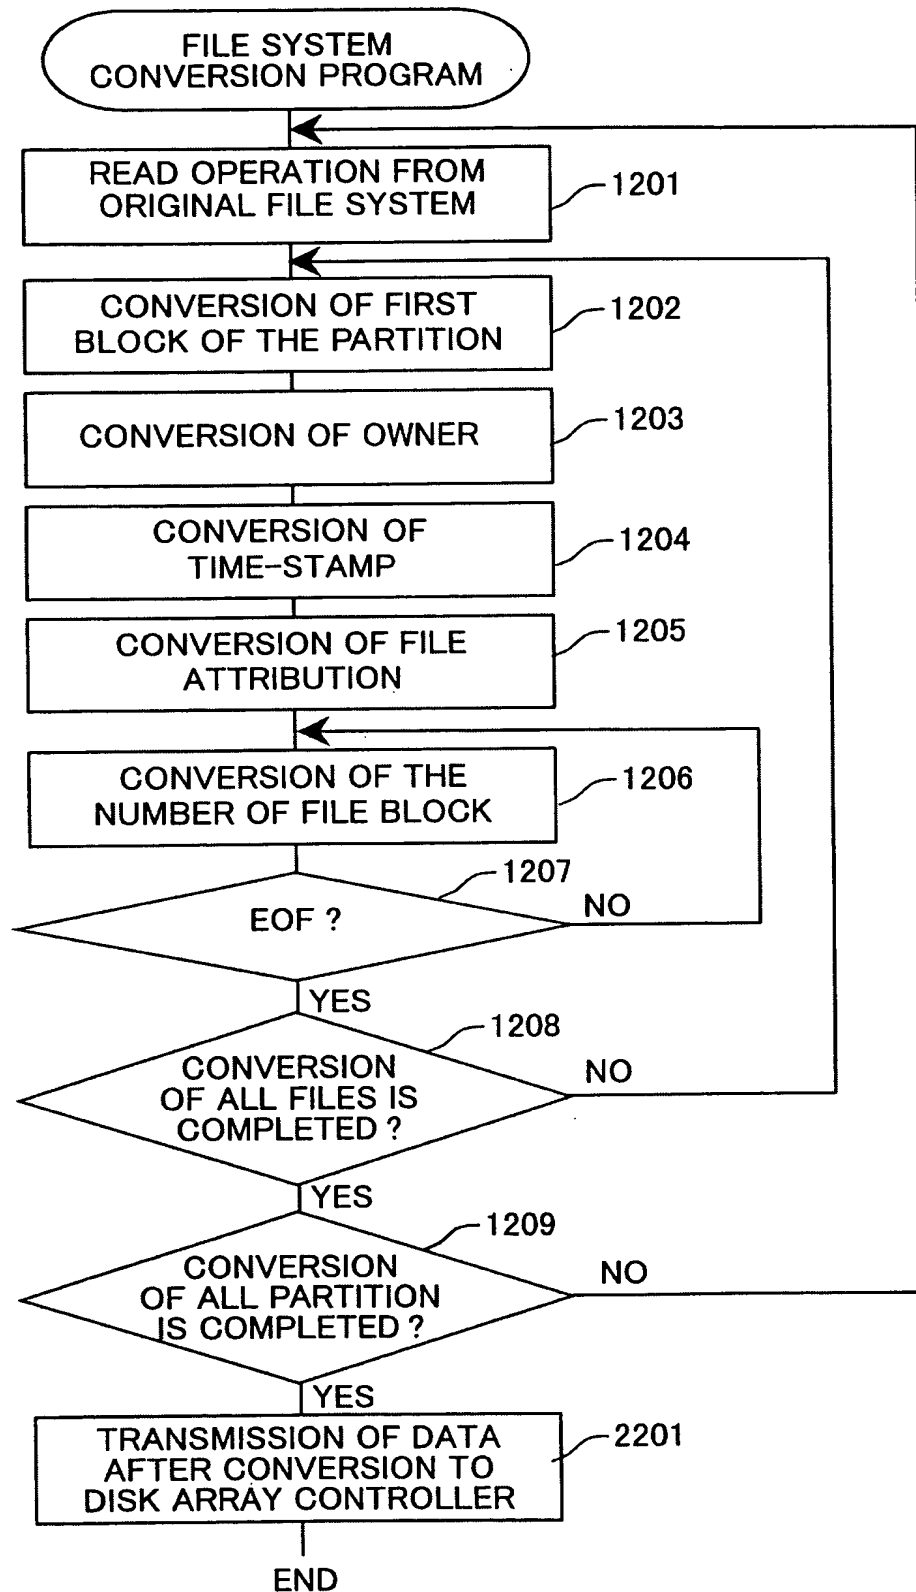 FILE SYSTEM
CONVERSION PROGRAM
READ OPERATION FROM
ORIGINAL FILE SYSTEM
1201
CONVERSION OF FIRST
BLOCK OF THE PARTITION
1202
CONVERSION OF OWNER
1203
CONVERSION OF
TIME-STAMP
1204
CONVERSION OF FILE
ATTRIBUTION
1205
CONVERSION OF THE
NUMBER OF FILE BLOCK
1206
EOF ?
1207
NO
YES
CONVERSION
OF ALL FILES IS
COMPLETED ?
1208
NO
YES
CONVERSION
OF ALL PARTITION
IS COMPLETED ?
1209
NO
YES
TRANSMISSION OF DATA
AFTER CONVERSION TO
DISK ARRAY CONTROLLER
2201
END